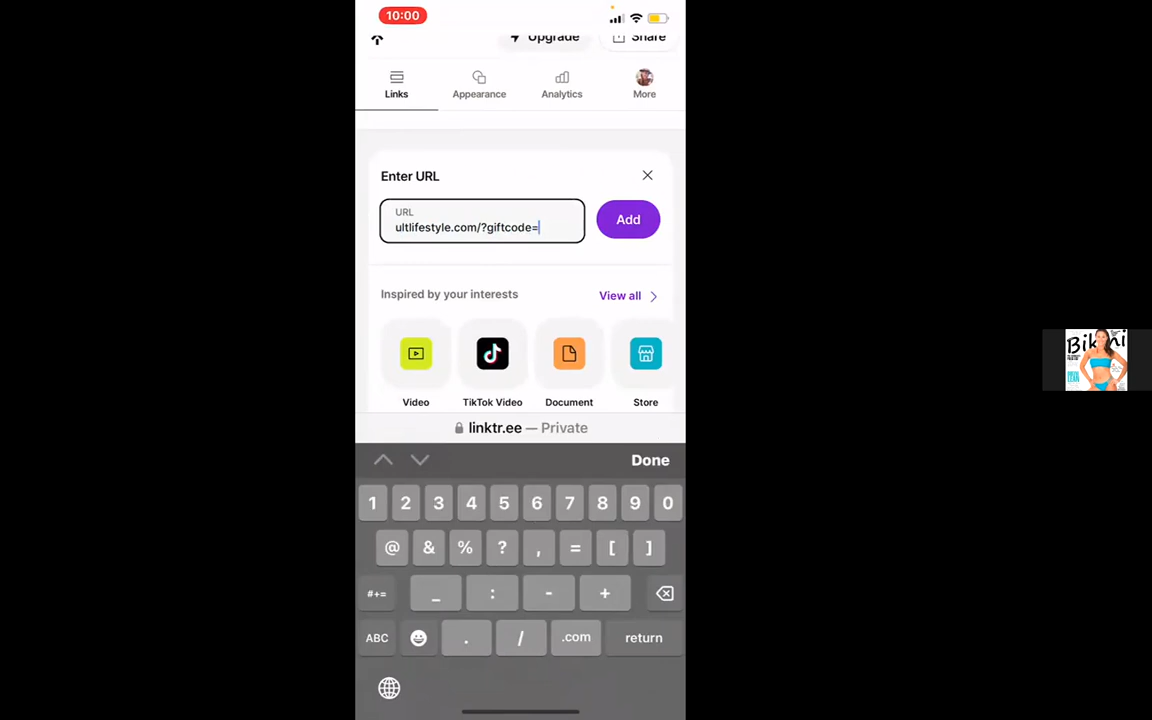 10:00
Upgrade
Share
Links
Appearance
Analytics
More
Enter URL
URL
ultlifestyle.com/?giftcode=
Add
Inspired by your interests
View all
Video
TikTok Video
Document
Store
linktr.ee — Private
Done
1 2 3 4 5 6 7 8 9 0
@ & % ? , = [ ]
#+= _ : - +
ABC . / .com return
Bikini